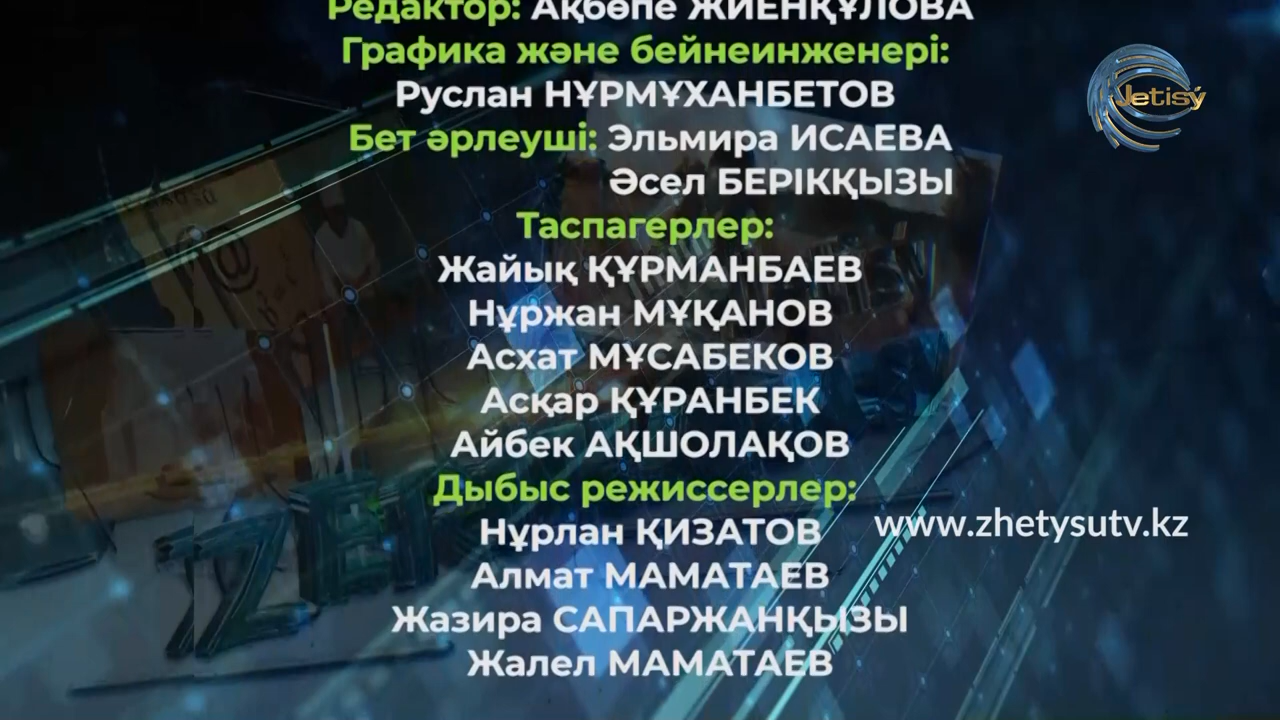 Редактор: Ақбөпе ЖИЕНҚҰЛОВА
Графика және бейнеинженері:
Руслан НҰРМҰХАНБЕТОВ
Jetisý
Бет әрлеуші: Эльмира ИСАЕВА
Әсел БЕРІКҚЫЗЫ
Таспагерлер:
Жайық ҚҰРМАНБАЕВ
Нұржан МҰҚАНОВ
Асхат МҰСАБЕКОВ
Асқар ҚҰРАНБЕК
Айбек АҚШОЛАҚОВ
Дыбыс режиссерлер:
Нұрлан ҚИЗАТОВ
www.zhetysutv.kz
Алмат МАМАТАЕВ
Жазира САПАРЖАНҚЫЗЫ
Жалел МАМАТАЕВ